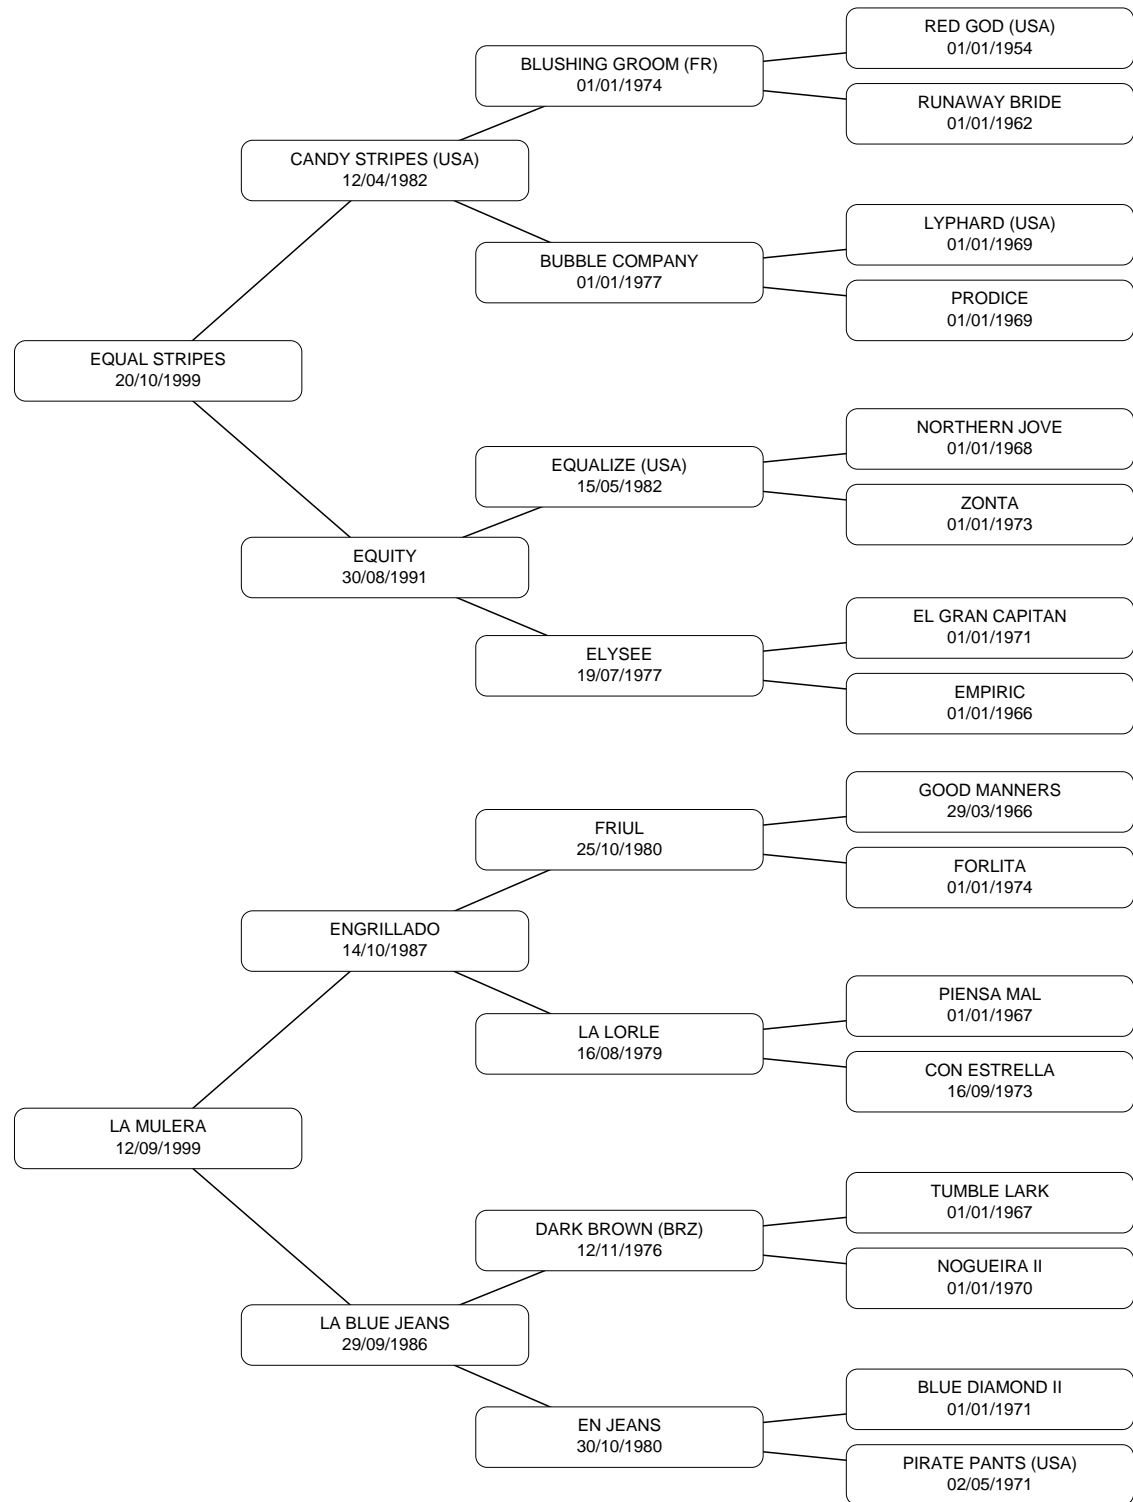 RED GOD (USA)
01/01/1954
BLUSHING GROOM (FR)
01/01/1974
RUNAWAY BRIDE
01/01/1962
CANDY STRIPES (USA)
12/04/1982
LYPHARD (USA)
01/01/1969
BUBBLE COMPANY
01/01/1977
PRODICE
01/01/1969
EQUAL STRIPES
20/10/1999
NORTHERN JOVE
01/01/1968
EQUALIZE (USA)
15/05/1982
ZONTA
01/01/1973
EQUITY
30/08/1991
EL GRAN CAPITAN
01/01/1971
ELYSEE
19/07/1977
EMPIRIC
01/01/1966
GOOD MANNERS
29/03/1966
FRIUL
25/10/1980
FORLITA
01/01/1974
ENGRILLADO
14/10/1987
PIENSA MAL
01/01/1967
LA LORLE
16/08/1979
CON ESTRELLA
16/09/1973
LA MULERA
12/09/1999
TUMBLE LARK
01/01/1967
DARK BROWN (BRZ)
12/11/1976
NOGUEIRA II
01/01/1970
LA BLUE JEANS
29/09/1986
BLUE DIAMOND II
01/01/1971
EN JEANS
30/10/1980
PIRATE PANTS (USA)
02/05/1971